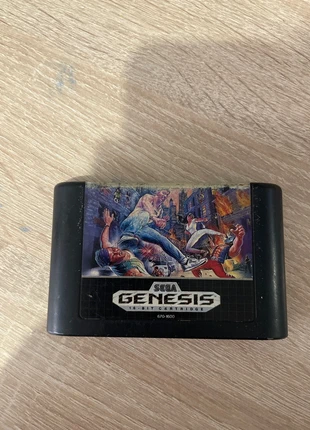 SEGA
GENESIS
16-BIT CARTRIDGE